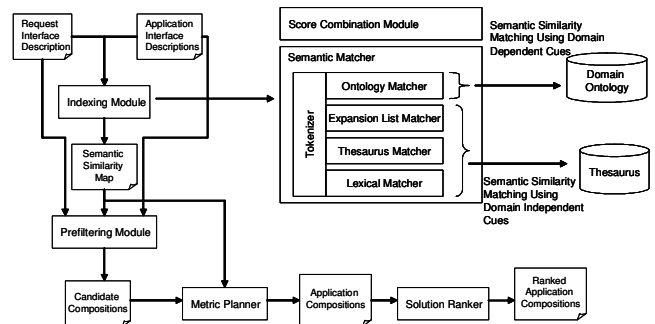 Request
Interface
Description
Application
Interface
Descriptions
Score Combination Module
Semantic Similarity
Matching Using Domain
Dependent Cues
Semantic Matcher
Indexing Module
Tokenizer
Ontology Matcher
Expansion List Matcher
Thesaurus Matcher
Lexical Matcher
Domain
Ontology
Semantic
Similarity
Map
Thesaurus
Semantic Similarity
Matching Using
Domain Independent
Cues
Prefiltering Module
Candidate
Compositions
Metric Planner
Application
Compositions
Solution Ranker
Ranked
Application
Compositions